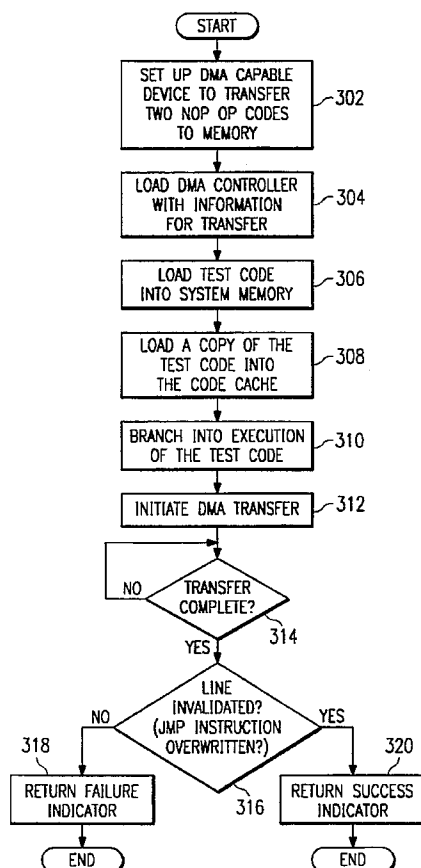 START
SET UP DMA CAPABLE
DEVICE TO TRANSFER
TWO NOP OP CODES
TO MEMORY
302
LOAD DMA CONTROLLER
WITH INFORMATION
FOR TRANSFER
304
LOAD TEST CODE
INTO SYSTEM MEMORY
306
LOAD A COPY OF THE
TEST CODE INTO
THE CODE CACHE
308
BRANCH INTO EXECUTION
OF THE TEST CODE
310
INITIATE DMA TRANSFER
312
NO
TRANSFER
COMPLETE?
314
YES
LINE
INVALIDATED?
(JMP INSTRUCTION
OVERWRITTEN?)
NO
YES
316
318
RETURN FAILURE
INDICATOR
320
RETURN SUCCESS
INDICATOR
END
END